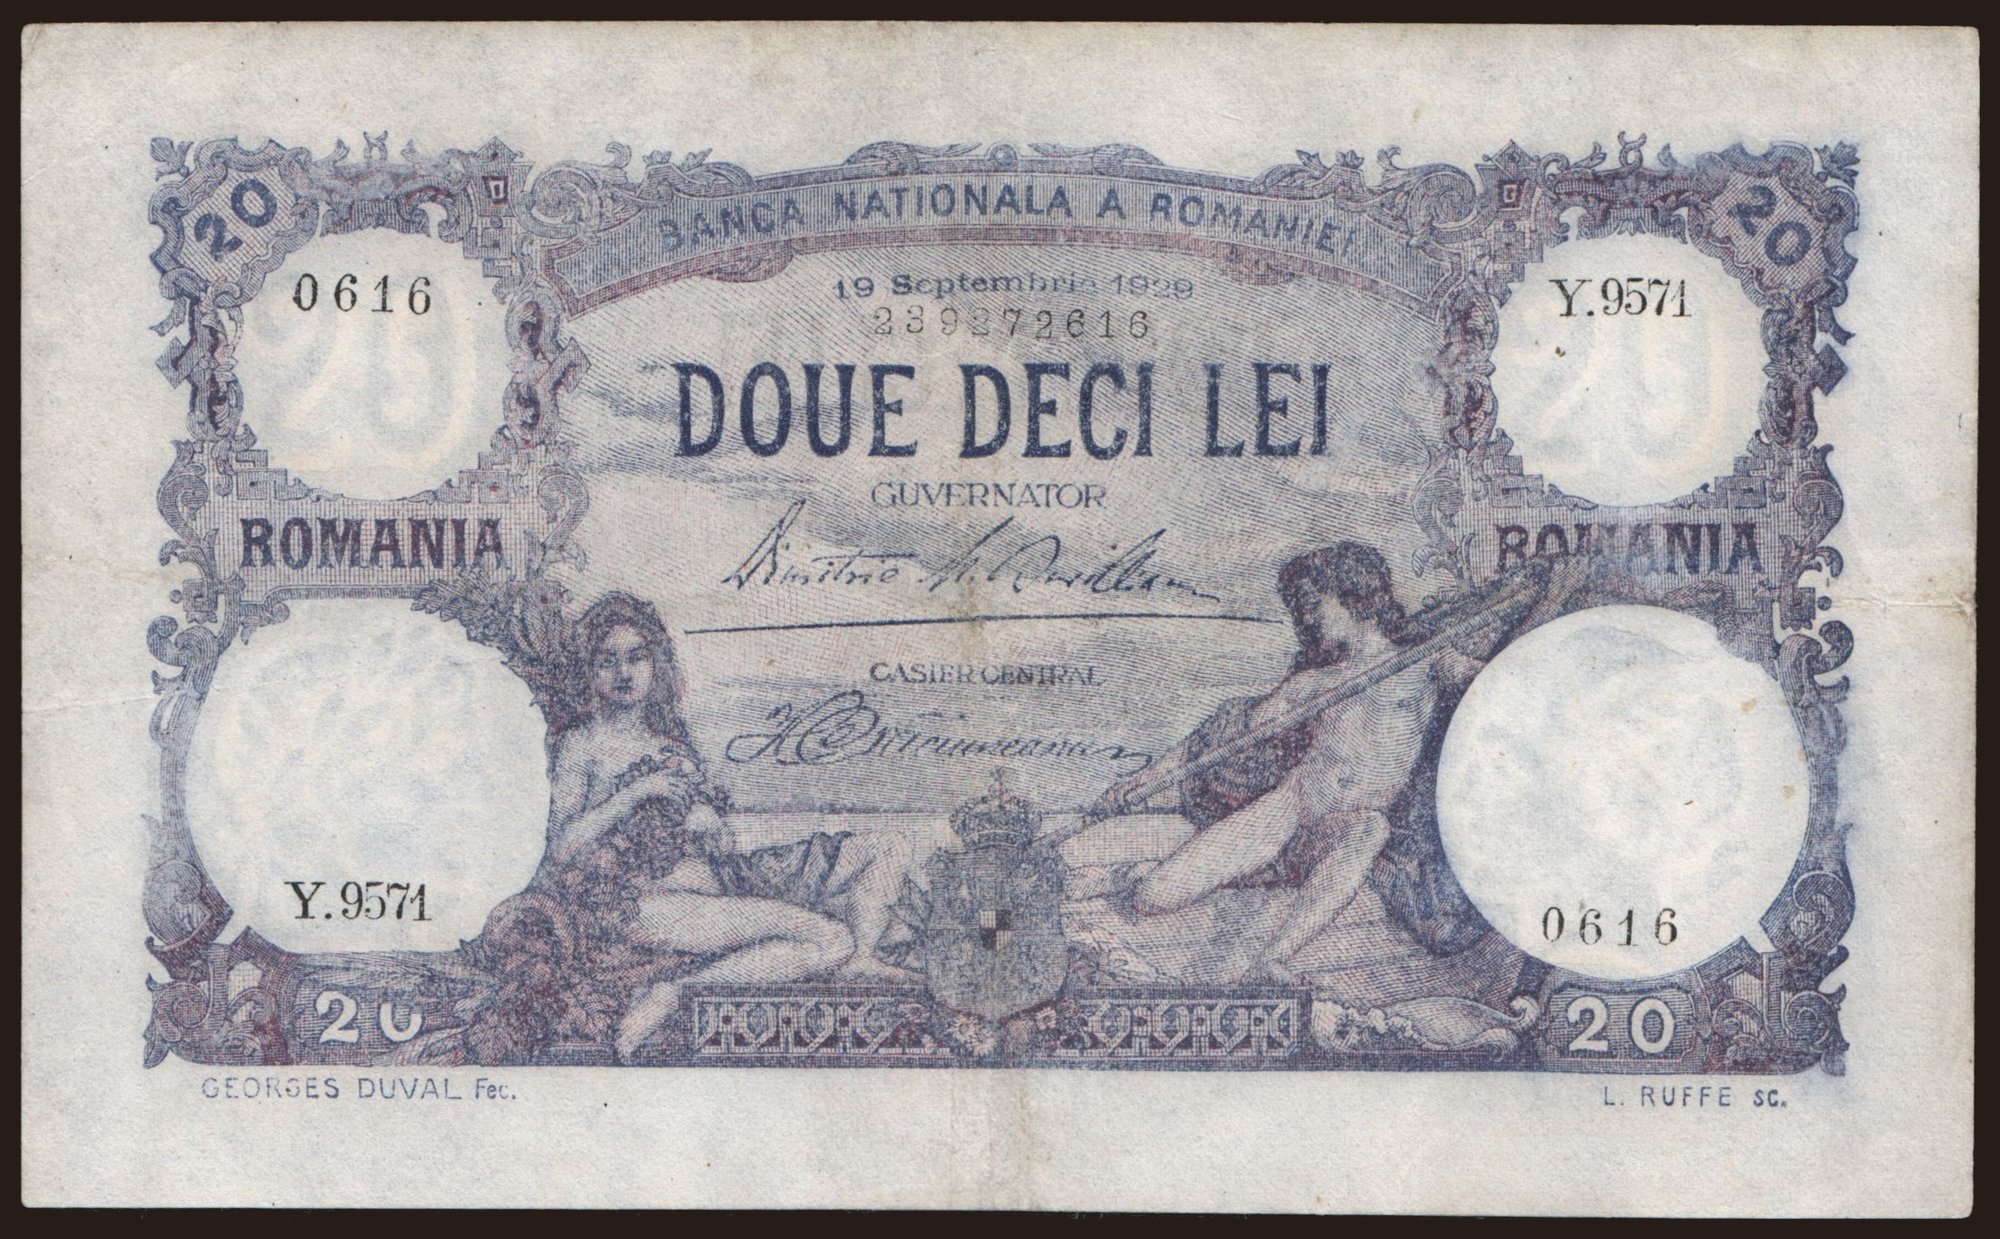 20
20
BANCA NATIONALA A ROMANIEI
0616
19 Septembrie 1929
Y.9571
239272616
DOUE DECI LEI
GUVERNATOR
ROMANIA
ROMANIA
CASIER CENTRAL
Y.9571
0616
20
20
GEORGES DUVAL Fec.
L. RUFFE SC.